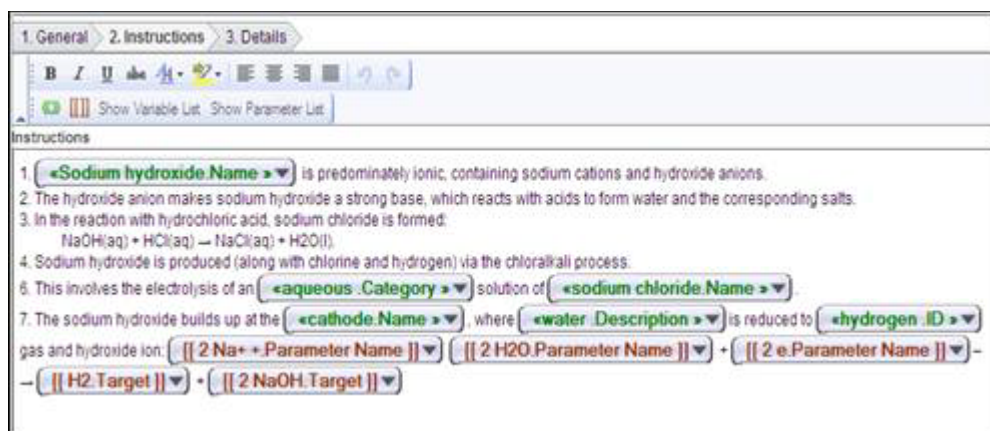 1. General 2. Instructions 3. Details
B I U abc A
Show Variable List Show Parameter List
Instructions
1. «Sodium hydroxide.Name » is predominately ionic, containing sodium cations and hydroxide anions.
2. The hydroxide anion makes sodium hydroxide a strong base, which reacts with acids to form water and the corresponding salts.
3. In the reaction with hydrochloric acid, sodium chloride is formed:
NaOH(aq) + HCl(aq) → NaCl(aq) + H2O(l).
4. Sodium hydroxide is produced (along with chlorine and hydrogen) via the chloralkali process.
6. This involves the electrolysis of an «aqueous .Category » solution of «sodium chloride.Name » .
7. The sodium hydroxide builds up at the «cathode.Name » , where «water .Description » is reduced to «hydrogen .ID »
gas and hydroxide ion: [[ 2 Na+ +.Parameter Name ]] [[ 2 H2O.Parameter Name ]] + [[ 2 e.Parameter Name ]] –
→ [[ H2.Target ]] + [[ 2 NaOH.Target ]]